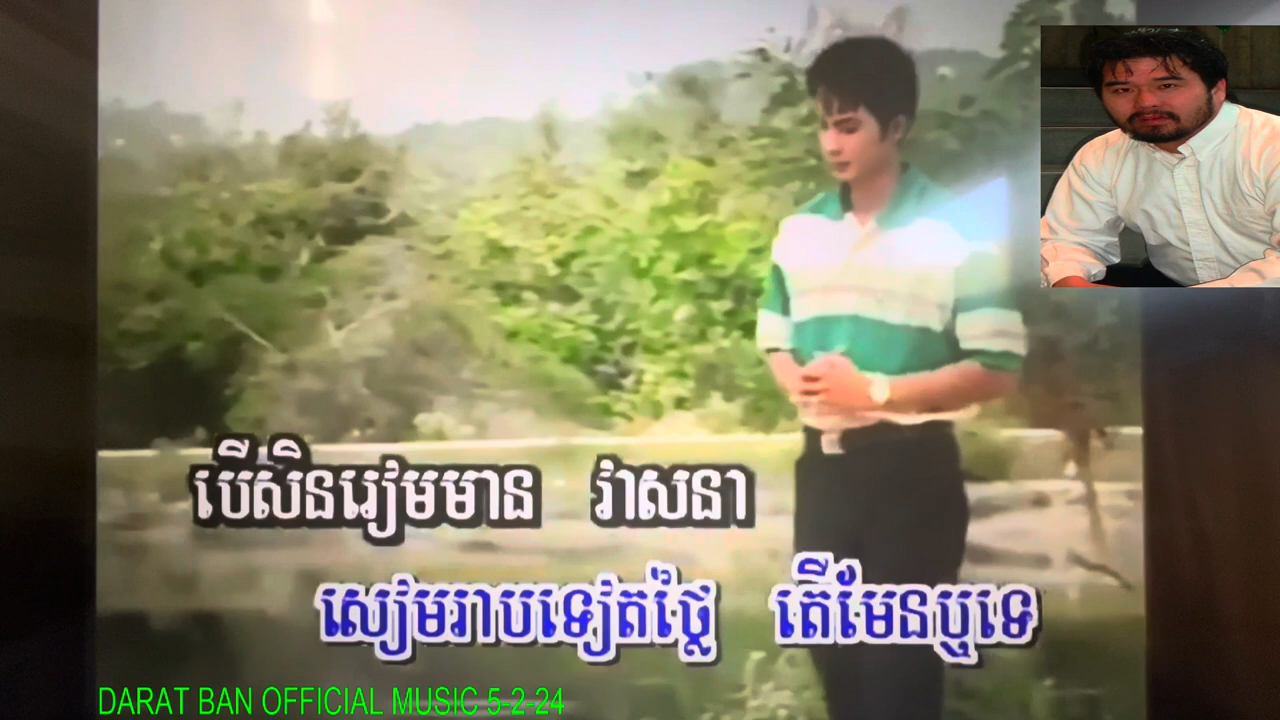 បើសិនរៀមមាន វាសនា
សៀមរាបទៀតថ្លៃ តើមែនឬទេ
DARAT BAN OFFICIAL MUSIC 5-2-24